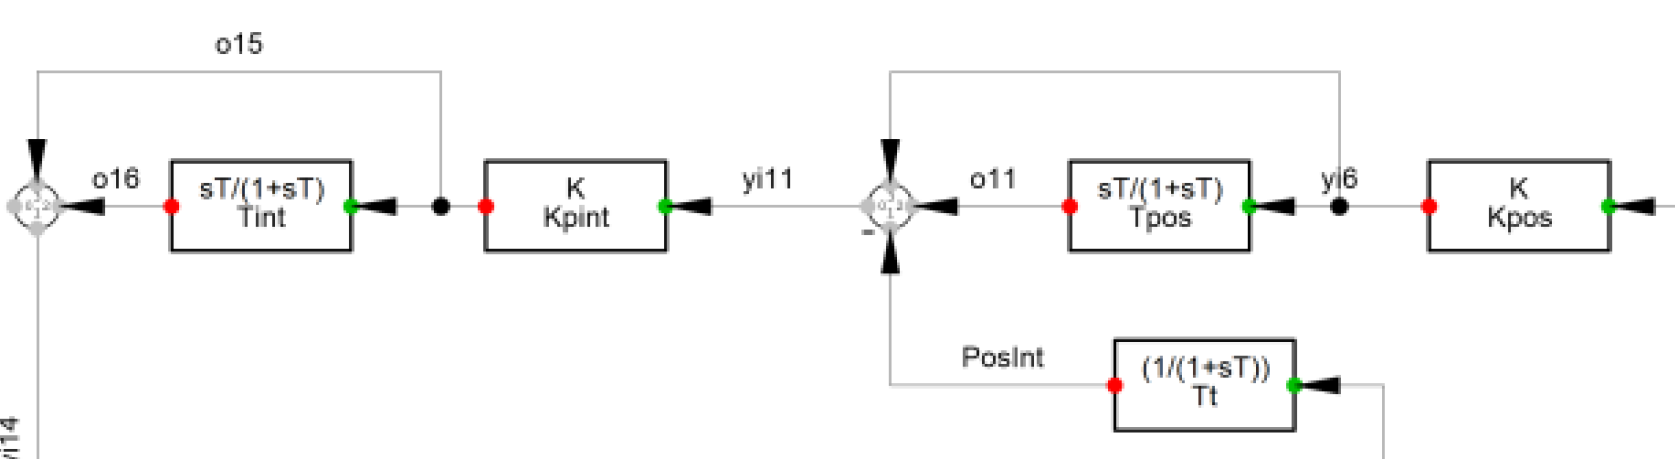 o15
o16
sT/(1+sT)
Tint
K
Kpint
yi11
o11
sT/(1+sT)
Tpos
yi6
K
Kpos
-
PosInt
(1/(1+sT))
Tt